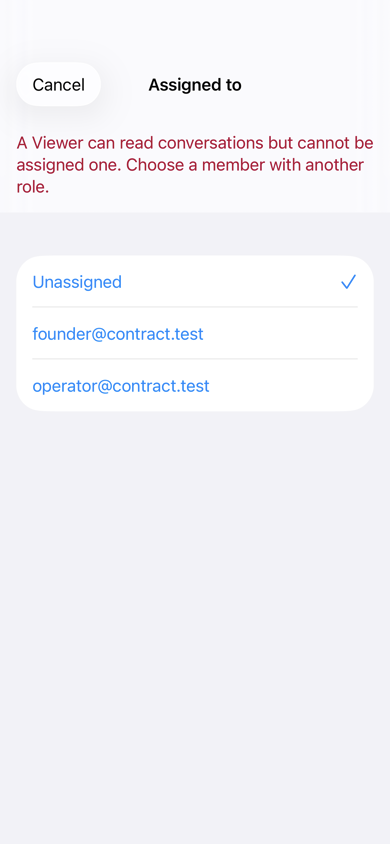 Cancel
Assigned to
A Viewer can read conversations but cannot be
assigned one. Choose a member with another
role.
Unassigned
founder@contract.test
operator@contract.test